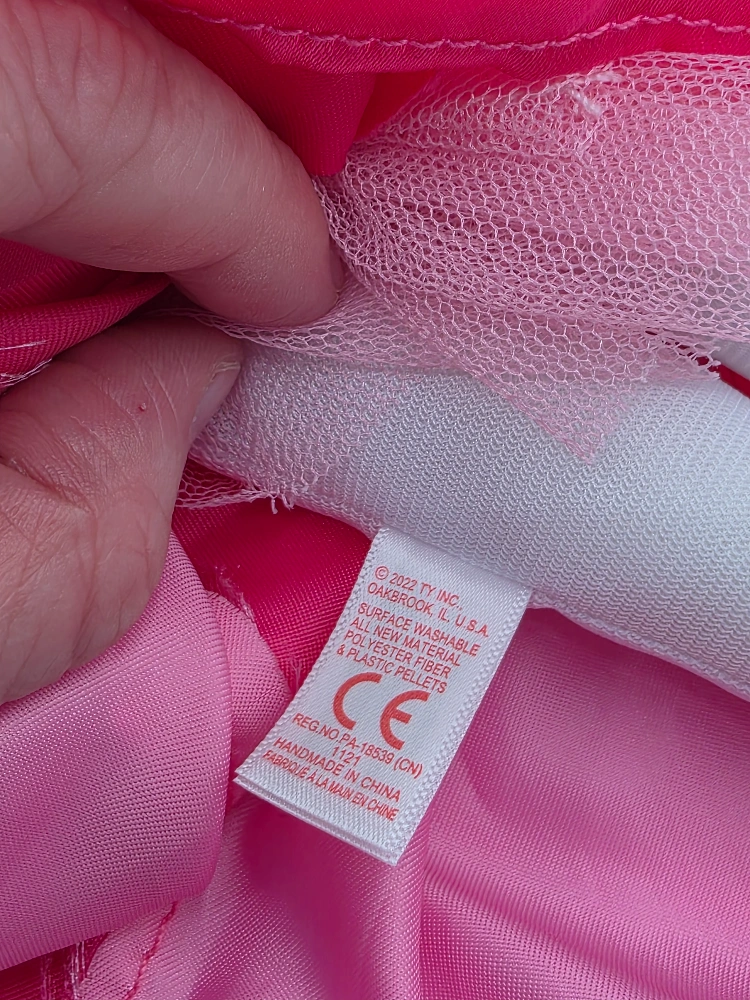 © 2022 TY INC.,
OAKBROOK, IL. U.S.A.
SURFACE WASHABLE
ALL NEW MATERIAL
POLYESTER FIBER
& PLASTIC PELLETS
CE
REG.NO.PA-18539 (CN)
1121
HANDMADE IN CHINA
FABRIQUÉ À LA MAIN EN CHINE